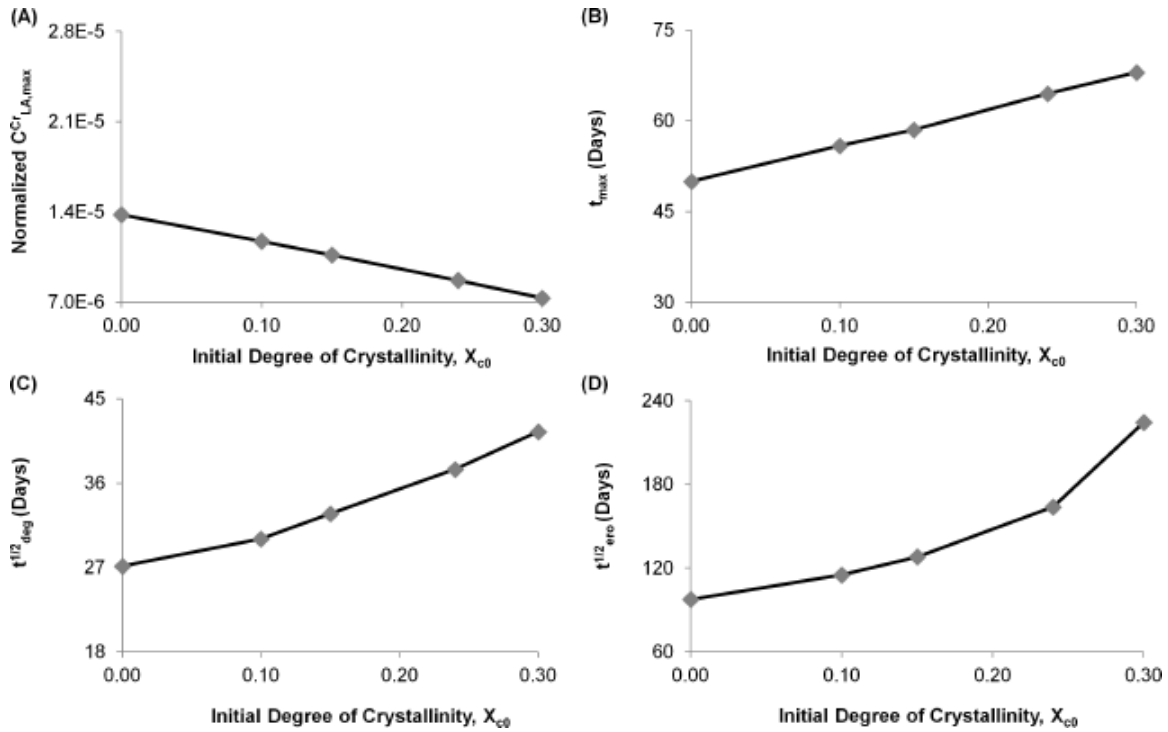 (A)
2.8E-5
2.1E-5
1.4E-5
7.0E-6
Normalized C^Cr_LA,max
0.00 0.10 0.20 0.30
Initial Degree of Crystallinity, X_c0
(B)
75
60
45
30
t_max (Days)
0.00 0.10 0.20 0.30
Initial Degree of Crystallinity, X_c0
(C)
45
36
27
18
t^1/2_deg (Days)
0.00 0.10 0.20 0.30
Initial Degree of Crystallinity, X_c0
(D)
240
180
120
60
t^1/2_ero (Days)
0.00 0.10 0.20 0.30
Initial Degree of Crystallinity, X_c0